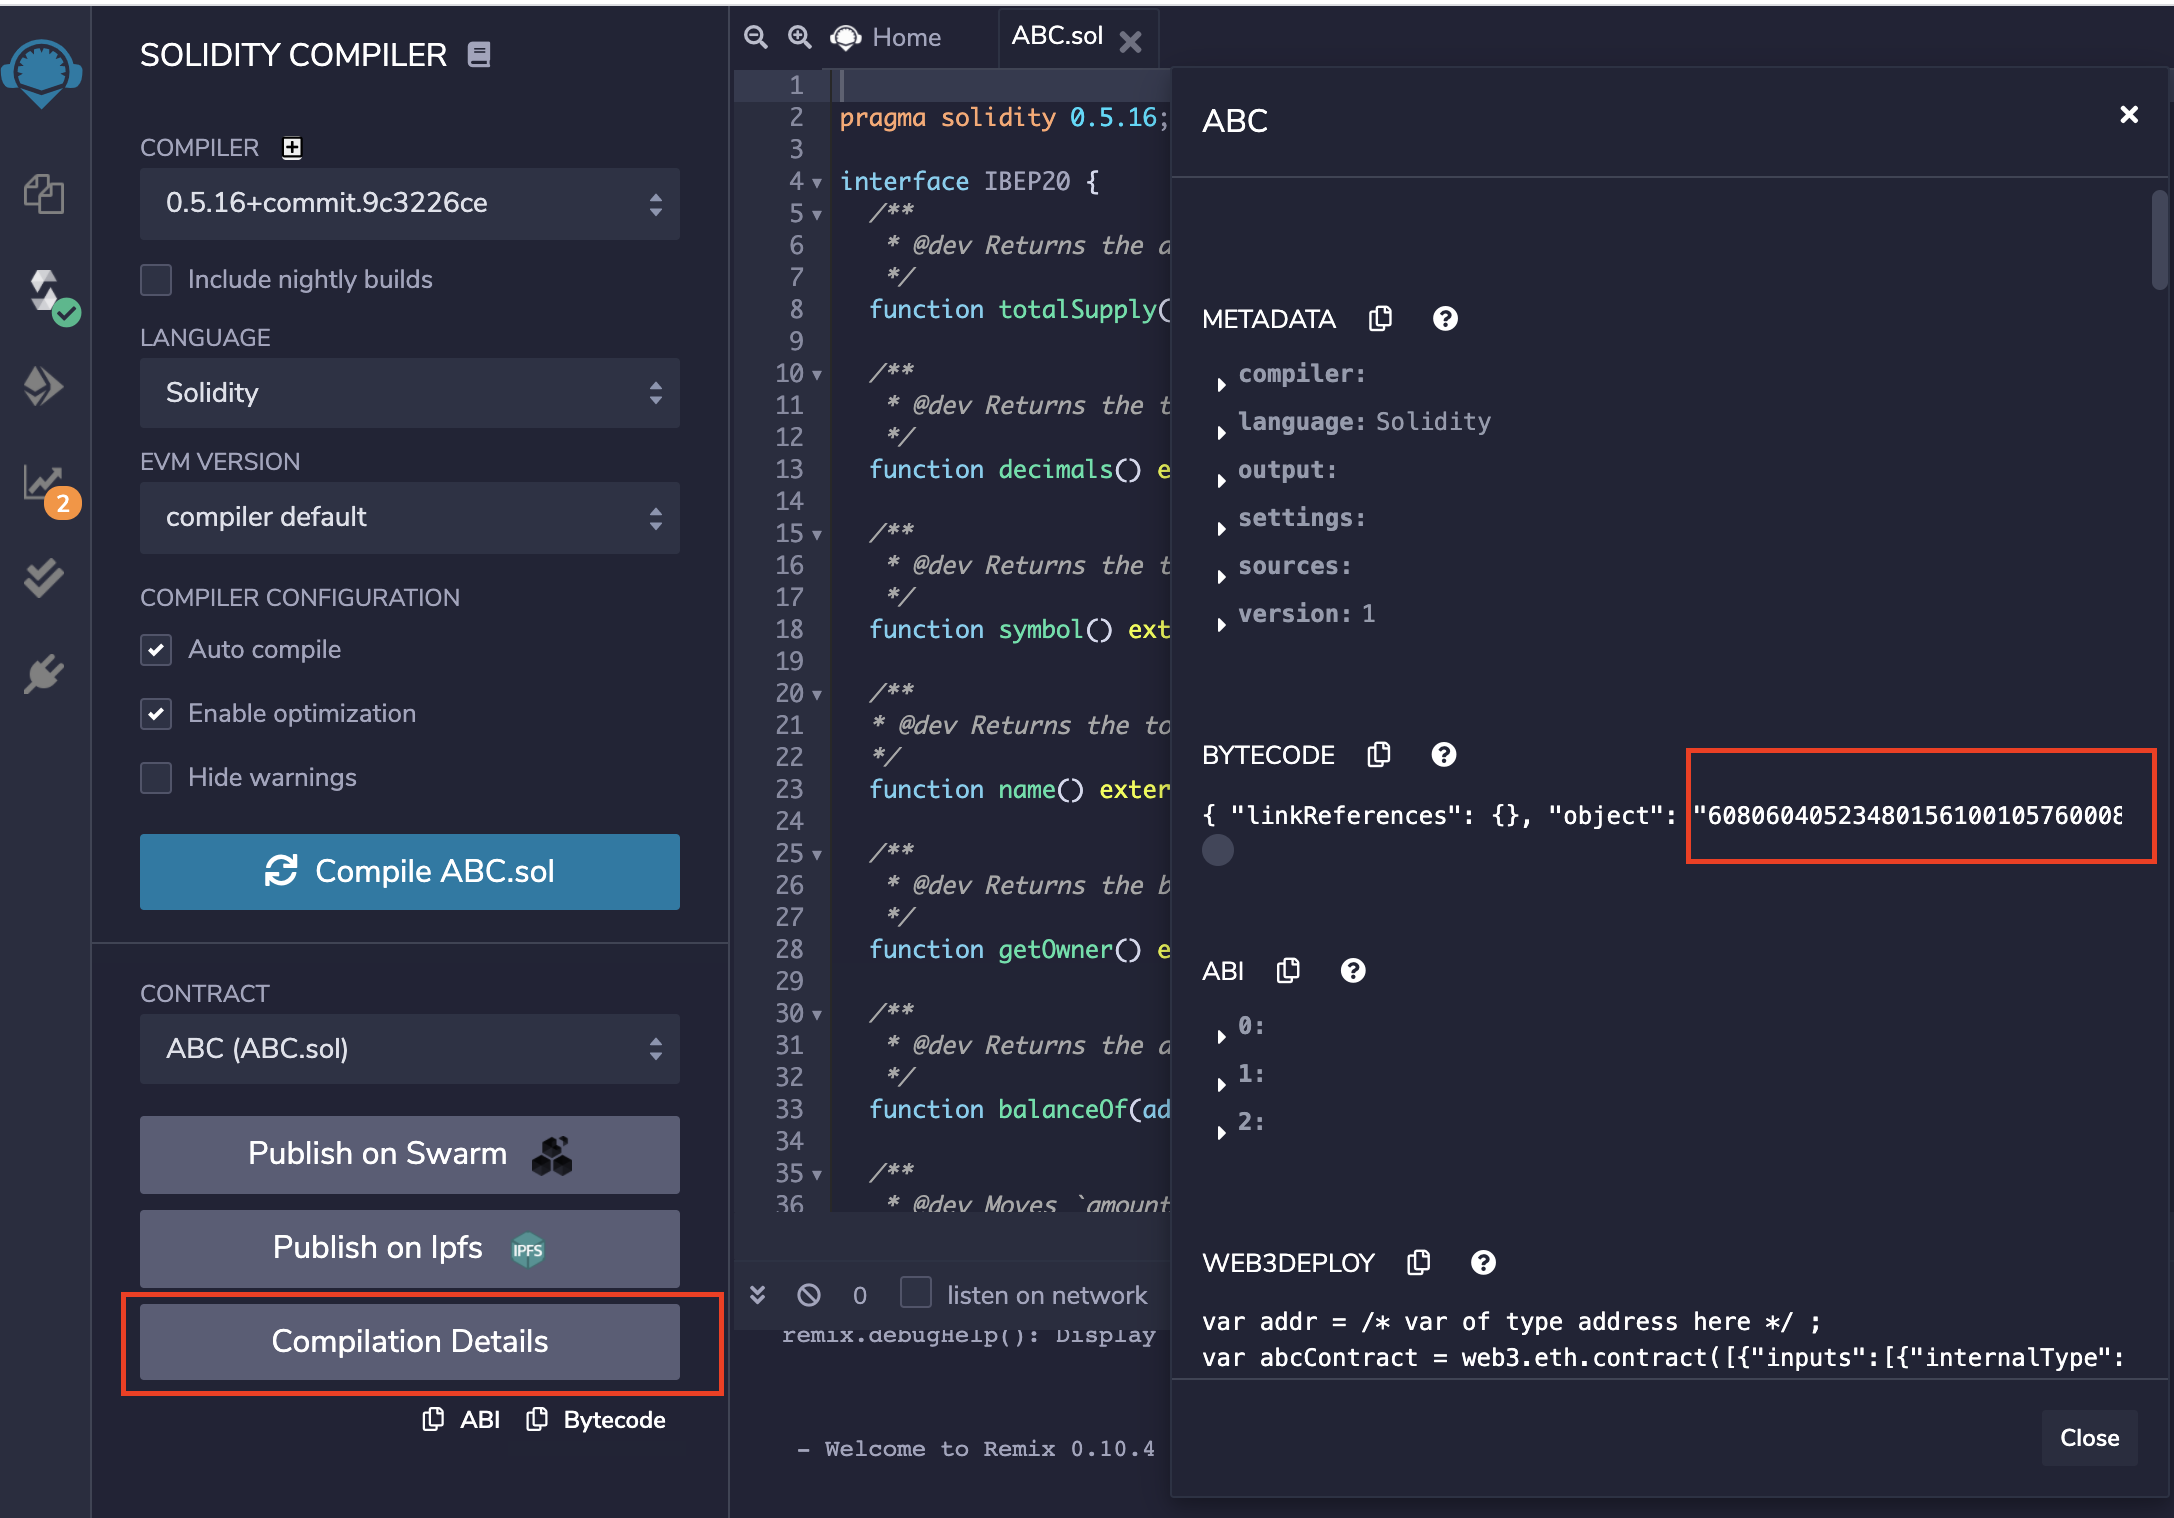 SOLIDITY COMPILER
COMPILER
0.5.16+commit.9c3226ce
Include nightly builds
LANGUAGE
Solidity
EVM VERSION
compiler default
COMPILER CONFIGURATION
Auto compile
Enable optimization
Hide warnings
Compile ABC.sol
CONTRACT
ABC (ABC.sol)
Publish on Swarm
Publish on Ipfs
IPFS
Compilation Details
ABI
Bytecode
2
Home
ABC.sol
1
2 pragma solidity 0.5.16;
3
4 interface IBEP20 {
5 /**
6 * @dev Returns the a
7 */
8 function totalSupply(
9
10 /**
11 * @dev Returns the t
12 */
13 function decimals() e
14
15 /**
16 * @dev Returns the t
17 */
18 function symbol() ext
19
20 /**
21 * @dev Returns the to
22 */
23 function name() exter
24
25 /**
26 * @dev Returns the b
27 */
28 function getOwner() e
29
30 /**
31 * @dev Returns the a
32 */
33 function balanceOf(ad
34
35 /**
36 * @dev Moves `amount
0
listen on network
remix.debugHelp(): Display
- Welcome to Remix 0.10.4
ABC
METADATA
compiler:
language: Solidity
output:
settings:
sources:
version: 1
BYTECODE
{ "linkReferences": {}, "object": "60806040523480156100105760008
ABI
0:
1:
2:
WEB3DEPLOY
var addr = /* var of type address here */ ;
var abcContract = web3.eth.contract([{"inputs":[{"internalType":
Close